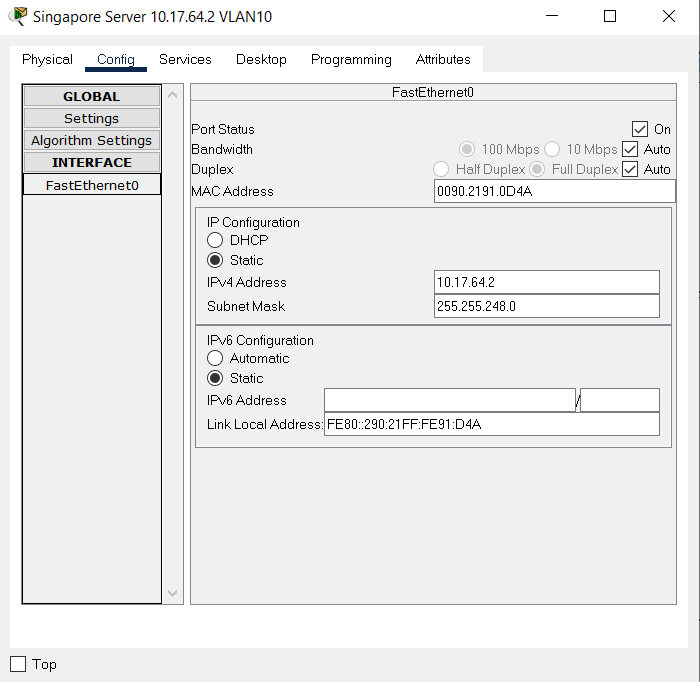 Singapore Server 10.17.64.2 VLAN10
Physical Config Services Desktop Programming Attributes
GLOBAL
Settings
Algorithm Settings
INTERFACE
FastEthernet0
FastEthernet0
Port Status On
Bandwidth 100 Mbps 10 Mbps Auto
Duplex Half Duplex Full Duplex Auto
MAC Address 0090.2191.0D4A
IP Configuration
DHCP
Static
IPv4 Address 10.17.64.2
Subnet Mask 255.255.248.0
IPv6 Configuration
Automatic
Static
IPv6 Address /
Link Local Address: FE80::290:21FF:FE91:D4A
Top